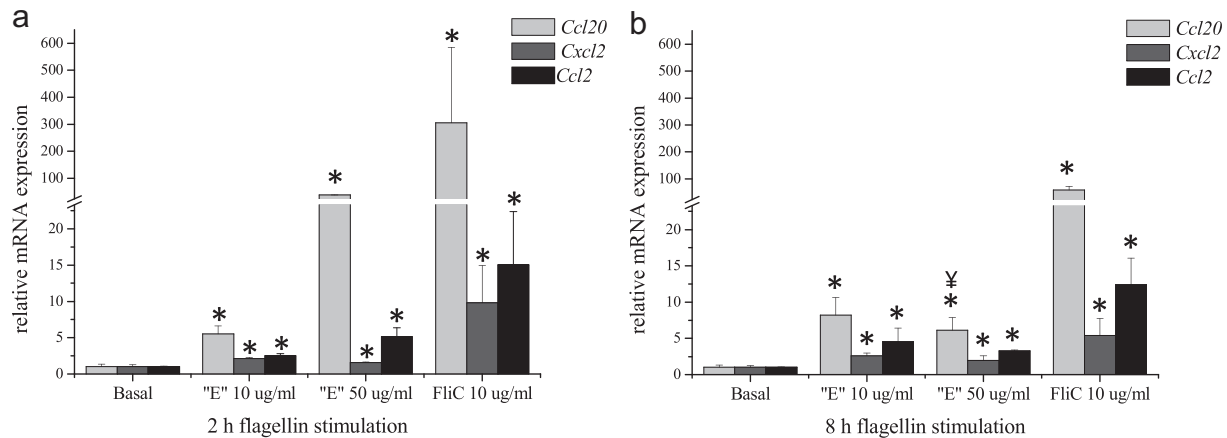 a
Ccl20
Cxcl2
Ccl2
relative mRNA expression
600
500
400
300
200
100
20
15
10
5
0
*
*
*
*
*
*
*
*
*
Basal
"E" 10 ug/ml
"E" 50 ug/ml
FliC 10 ug/ml
2 h flagellin stimulation
b
Ccl20
Cxcl2
Ccl2
relative mRNA expression
600
500
400
300
200
100
20
15
10
5
0
*
*
*
¥
*
*
*
*
*
*
Basal
"E" 10 ug/ml
"E" 50 ug/ml
FliC 10 ug/ml
8 h flagellin stimulation